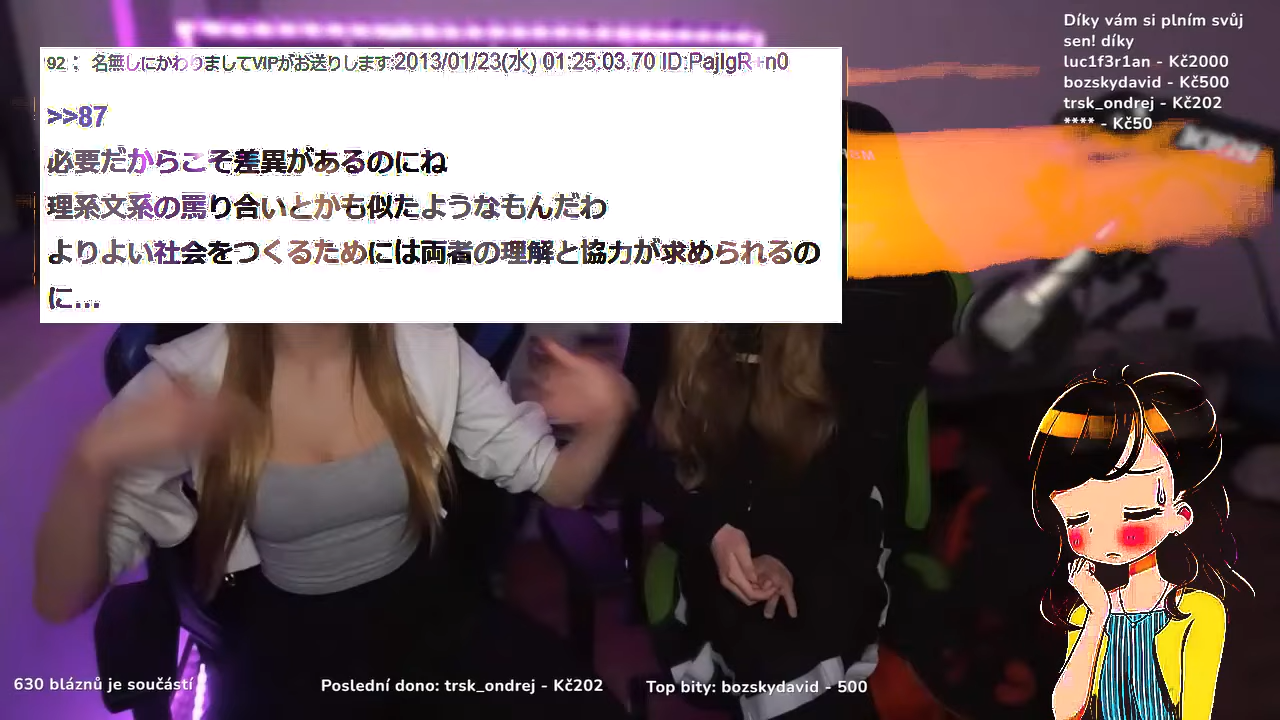 92 : 名無しにかわりましてVIPがお送りします:2013/01/23(水) 01:25:03.70 ID:PajIgR+n0
>>87
必要だからこそ差異があるのにね
理系文系の罵り合いとかも似たようなもんだわ
よりよい社会をつくるためには両者の理解と協力が求められるの
に…
Díky vám si plním svůj
sen! díky
luc1f3r1an - Kč2000
bozskydavid - Kč500
trsk_ondrej - Kč202
**** - Kč50
630 bláznů je součástí
Poslední dono: trsk_ondrej - Kč202
Top bity: bozskydavid - 500